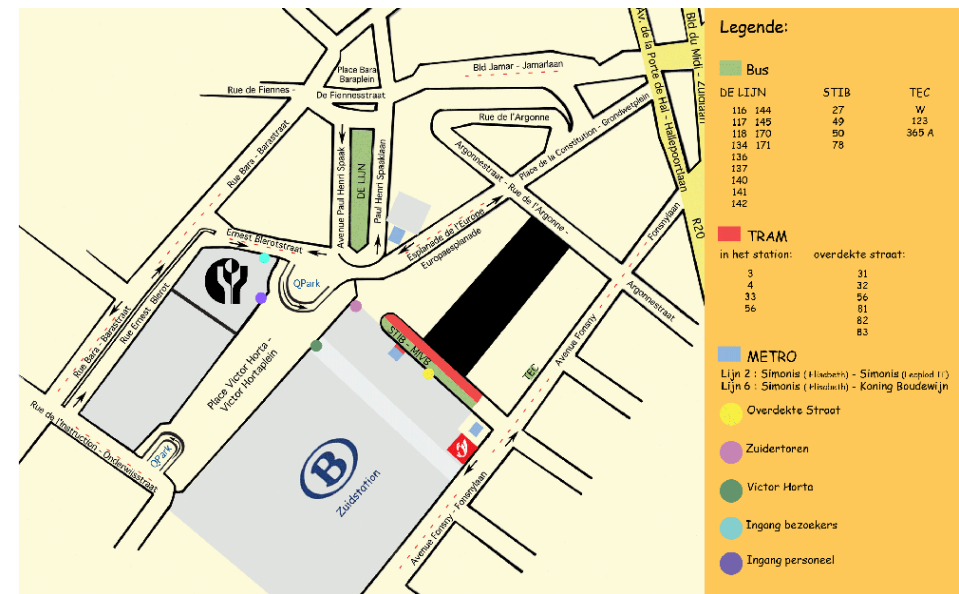 Place Bara
Baraplein
Bld Jamar - Jamarlaan
Av. de la Porte de Hal - Hallepoortlaan
Bld du Midi - Zuidlaan
Rue de Fiennes -
De Fiennesstraat
Rue de l'Argonne
Place de la Constitution - Grondwetplein
Argonnestraat - Rue de l'Argonne -
Rue Bara - Barastraat
Avenue Paul Henri Spaak
DE LIJN
Paul Henri Spaaklaan
Esplanade de l'Europe
Europaesplanade
R20
Fonsnylaan
Ernest Blerotstraat
QPark
Argonnestraat
Rue Bara - Barastraat
Rue Ernest Blerot
STIB - MIVB
Avenue Fonsny
TEC
Place Victor Horta -
Victor Hortaplein
Rue de l'Instruction - Onderwijsstraat
QPark
B
Zuidstation
Avenue Fonsny - Fonsnylaan
Legende:
Bus
DE LIJN STIB TEC
116 144 27 W
117 145 49 123
118 170 50 365 A
134 171 78
136
137
140
141
142
TRAM
in het station: overdekte straat:
3 31
4 32
33 56
56 81
82
83
METRO
Lijn 2 : Simonis (Elisabeth) - Simonis (Leopold II)
Lijn 6 : Simonis (Elisabeth) - Koning Boudewijn
Overdekte Straat
Zuidertoren
Victor Horta
Ingang bezoekers
Ingang personeel